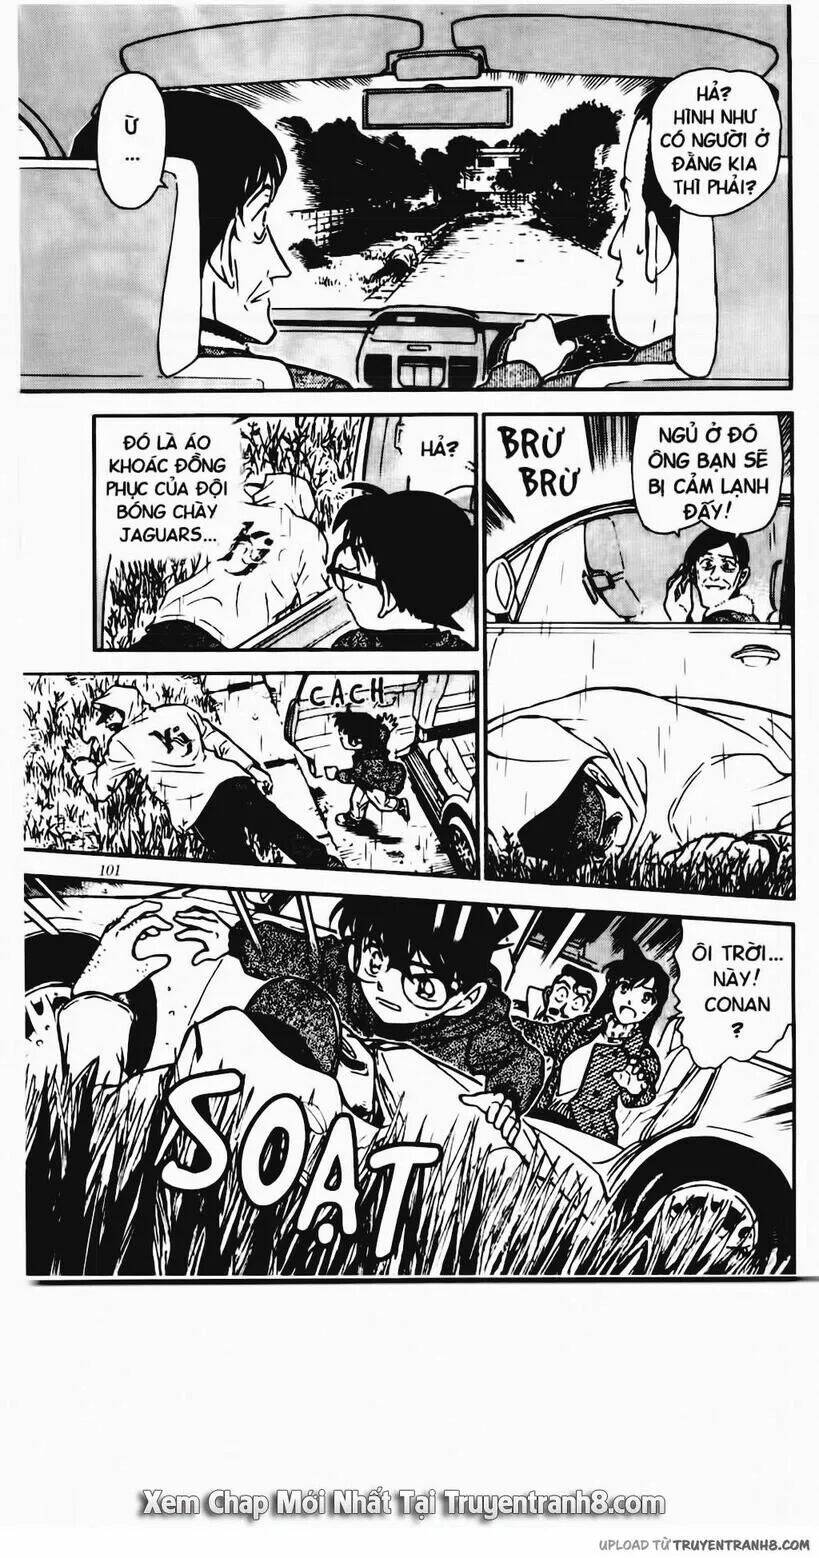 HẢ?
HÌNH NHƯ
CÓ NGƯỜI Ở
ĐẰNG KIA
THÌ PHẢI?
Ừ
...
NGỦ Ở ĐÓ
ÔNG BẠN SẼ
BỊ CẢM LẠNH
ĐẤY!
BRỪ
BRỪ
HẢ?
ĐÓ LÀ ÁO
KHOÁC ĐỒNG
PHỤC CỦA ĐỘI
BÓNG CHÀY
JAGUARS...
CẠCH
101
ÔI TRỜI...
NÀY!
CONAN
?
SOẠT
Xem Chap Mới Nhất Tại Truyentranh8.com
UPLOAD TỪ TRUYENTRANH8.COM